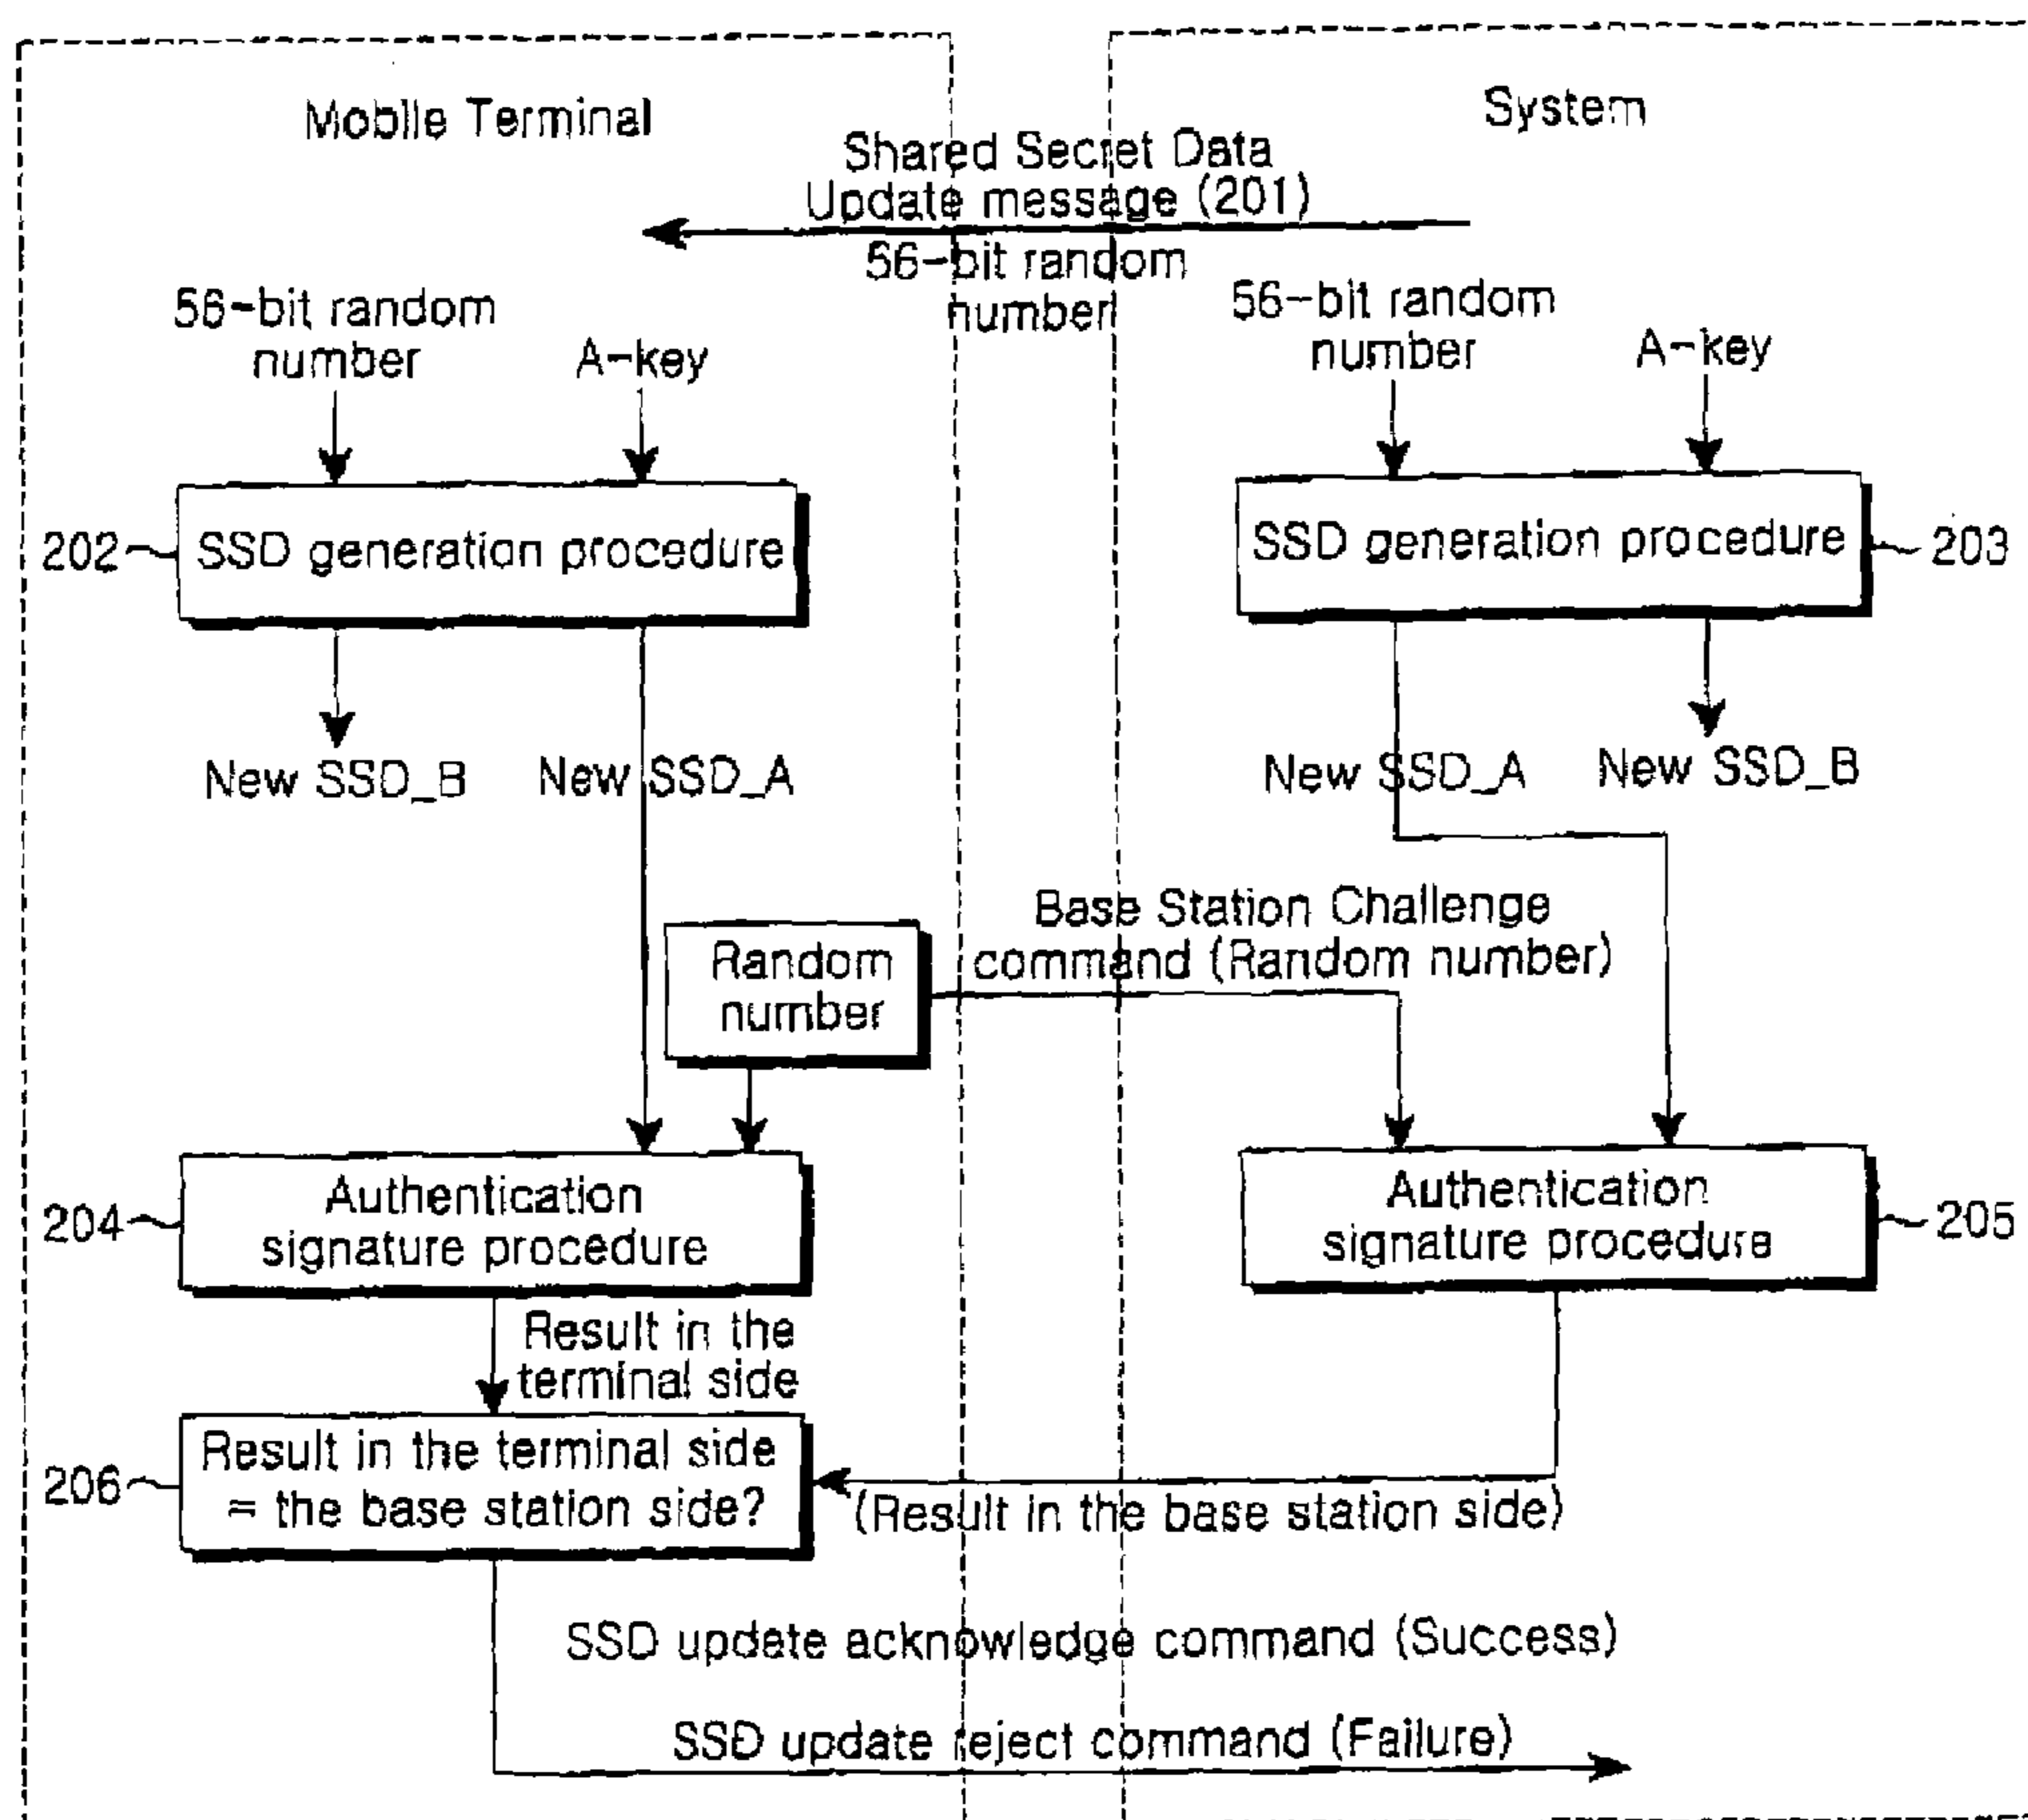 Mobile Terminal
System
Shared Secret Data
Update message (201)
56-bit random
number
56-bit random
number
A-key
56-bit random
number
A-key
202
SSD generation procedure
SSD generation procedure
203
New SSD_B
New SSD_A
New SSD_A
New SSD_B
Random
number
Base Station Challenge
command (Random number)
204
Authentication
signature procedure
Authentication
signature procedure
205
Result in the
terminal side
206
Result in the terminal side
= the base station side?
(Result in the base station side)
SSD update acknowledge command (Success)
SSD update reject command (Failure)